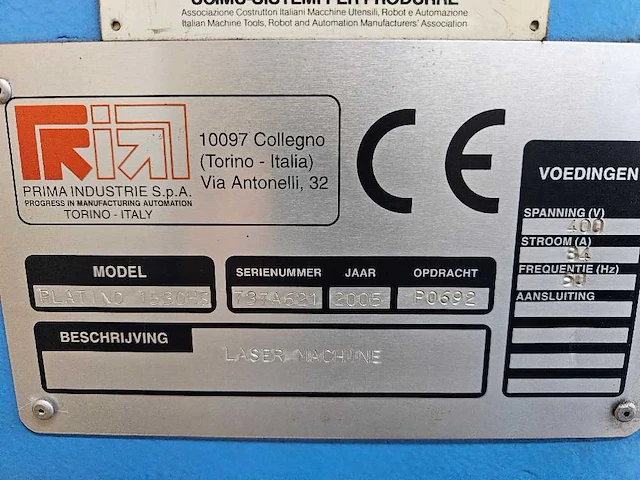 Associazione Costruttori Italiani Macchine Utensili, Robot e Automazione
Italian Machine Tools, Robot and Automation Manufacturers' Association
PRIMA INDUSTRIE S.p.A.
PROGRESS IN MANUFACTURING AUTOMATION
TORINO - ITALY
10097 Collegno
(Torino - Italia)
Via Antonelli, 32
CE
VOEDINGEN
SPANNING (V)
400
STROOM (A)
34
FREQUENTIE (Hz)
50
AANSLUITING
MODEL
PLATINO
SERIENUMMER
737A621
JAAR
2005
OPDRACHT
P0692
BESCHRIJVING
LASER MACHINE